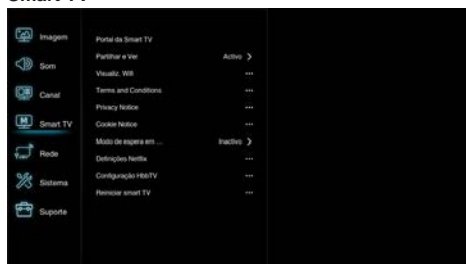 Smart TV
Imagem
Som
Canal
Smart TV
Rede
Sistema
Suporte
Portal da Smart TV
Partilhar e Ver Activo
Visualiz. Wifi
Terms and Conditions
Privacy Notice
Cookie Notice
Modo de espera em ... Inactivo
Definições Netflix
Configuração HbbTV
Reiniciar smart TV